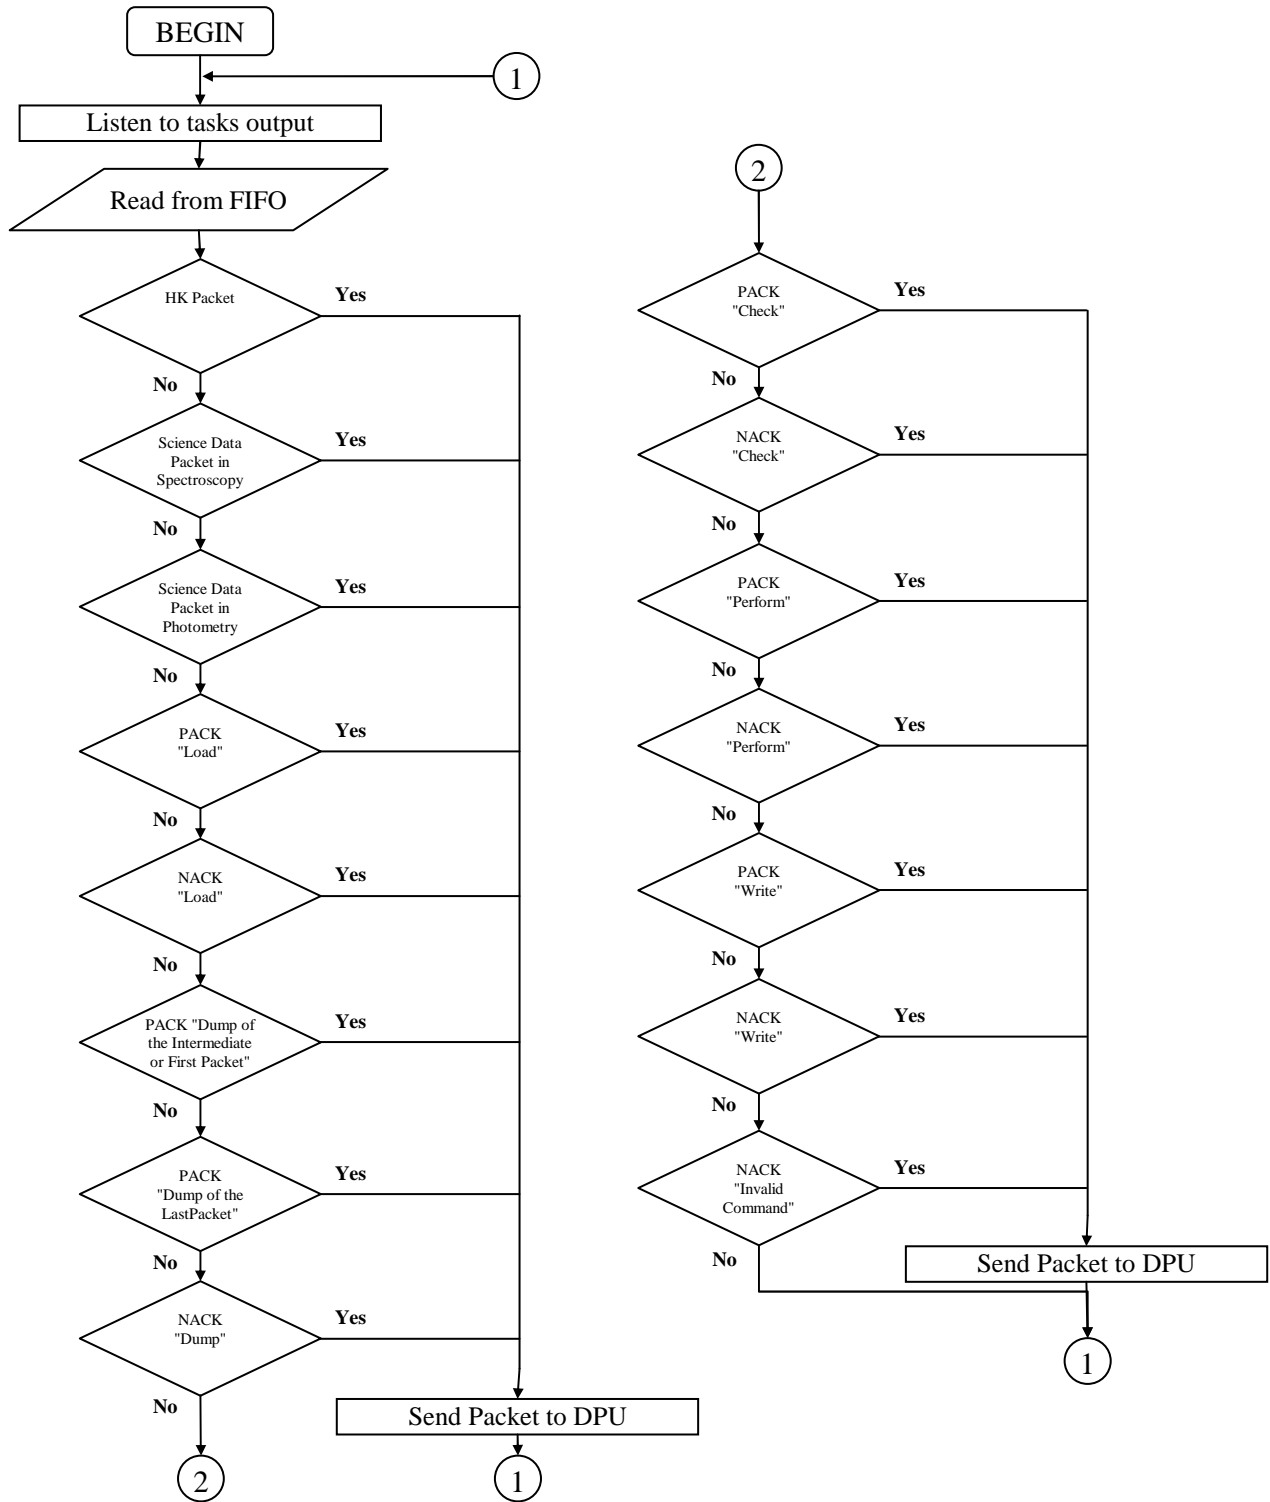 BEGIN
1
Listen to tasks output
Read from FIFO
HK Packet
Yes
No
Science Data
Packet in
Spectroscopy
Yes
No
Science Data
Packet in
Photometry
Yes
No
PACK
"Load"
Yes
No
NACK
"Load"
Yes
No
PACK "Dump of
the Intermediate
or First Packet"
Yes
No
PACK
"Dump of the
LastPacket"
Yes
No
NACK
"Dump"
Yes
No
Send Packet to DPU
2
1
2
PACK
"Check"
Yes
No
NACK
"Check"
Yes
No
PACK
"Perform"
Yes
No
NACK
"Perform"
Yes
No
PACK
"Write"
Yes
No
NACK
"Write"
Yes
No
NACK
"Invalid
Command"
Yes
No
Send Packet to DPU
1